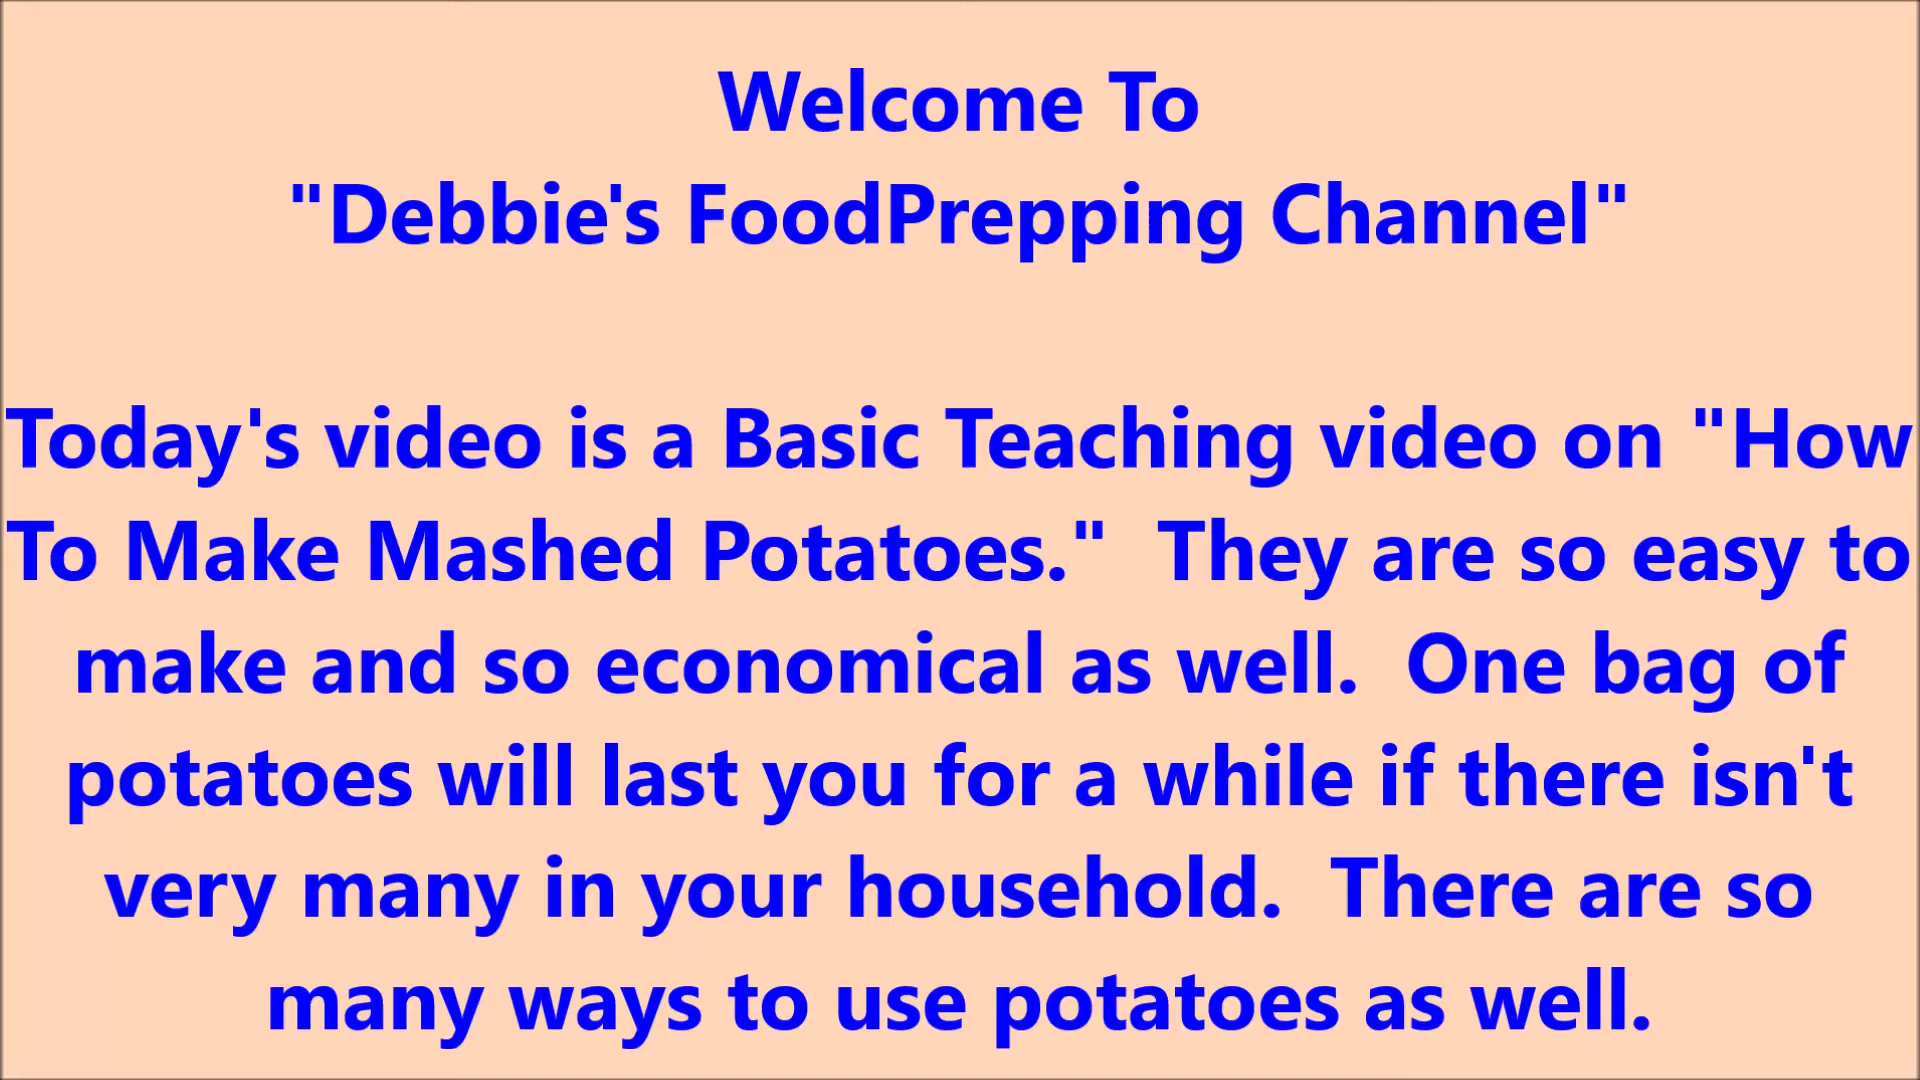 Welcome To
"Debbie's FoodPrepping Channel"
Today's video is a Basic Teaching video on "How
To Make Mashed Potatoes."  They are so easy to
make and so economical as well.  One bag of
potatoes will last you for a while if there isn't
very many in your household.  There are so
many ways to use potatoes as well.